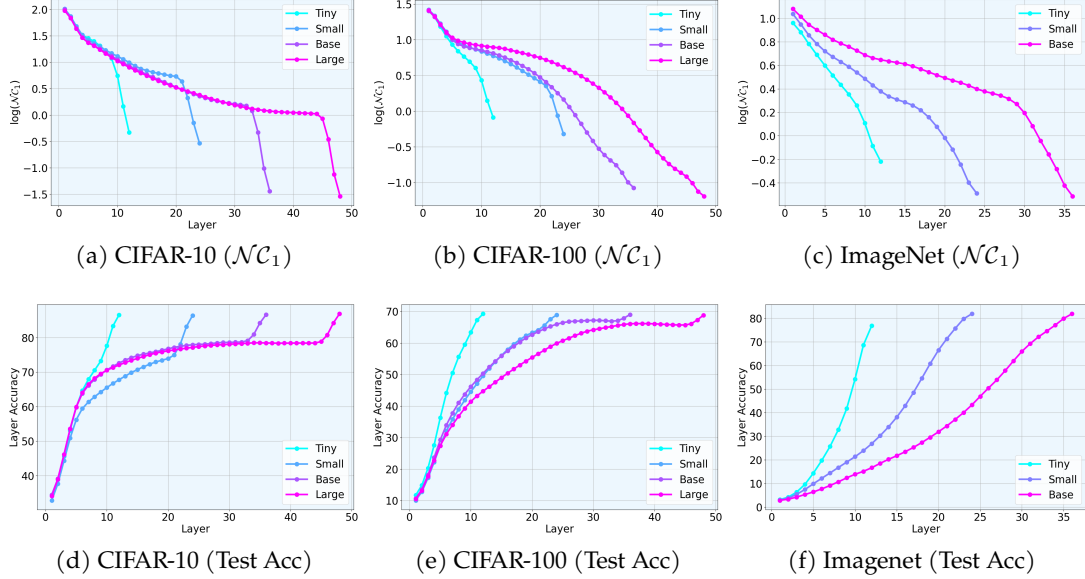 2.0
1.5
1.0
0.5
0.0
−0.5
−1.0
−1.5
log(𝒩𝒞₁)
0 10 20 30 40 50
Layer
Tiny
Small
Base
Large
(a) CIFAR-10 (𝒩𝒞₁)
1.5
1.0
0.5
0.0
−0.5
−1.0
log(𝒩𝒞₁)
0 10 20 30 40 50
Layer
Tiny
Small
Base
Large
(b) CIFAR-100 (𝒩𝒞₁)
1.0
0.8
0.6
0.4
0.2
0.0
−0.2
−0.4
log(𝒩𝒞₁)
0 5 10 15 20 25 30 35
Layer
Tiny
Small
Base
(c) ImageNet (𝒩𝒞₁)
80
70
60
50
40
Layer Accuracy
0 10 20 30 40 50
Layer
Tiny
Small
Base
Large
(d) CIFAR-10 (Test Acc)
70
60
50
40
30
20
10
Layer Accuracy
0 10 20 30 40 50
Layer
Tiny
Small
Base
Large
(e) CIFAR-100 (Test Acc)
80
70
60
50
40
30
20
10
0
Layer Accuracy
0 5 10 15 20 25 30 35
Layer
Tiny
Small
Base
(f) Imagenet (Test Acc)